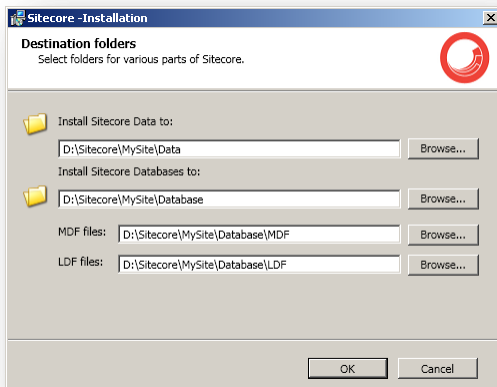 Sitecore -Installation
Destination folders
Select folders for various parts of Sitecore.
Install Sitecore Data to:
D:\Sitecore\MySite\Data Browse...
Install Sitecore Databases to:
D:\Sitecore\MySite\Database Browse...
MDF files: D:\Sitecore\MySite\Database\MDF Browse...
LDF files: D:\Sitecore\MySite\Database\LDF Browse...
OK Cancel